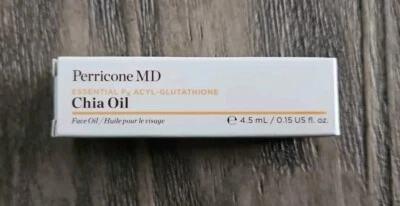 Perricone MD
ESSENTIAL Fx ACYL-GLUTATHIONE
Chia Oil
Face Oil / Huile pour le visage
℮ 4.5 mL / 0.15 US fl. oz.